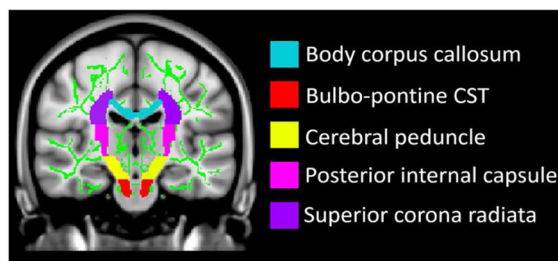 Body corpus callosum
Bulbo-pontine CST
Cerebral peduncle
Posterior internal capsule
Superior corona radiata